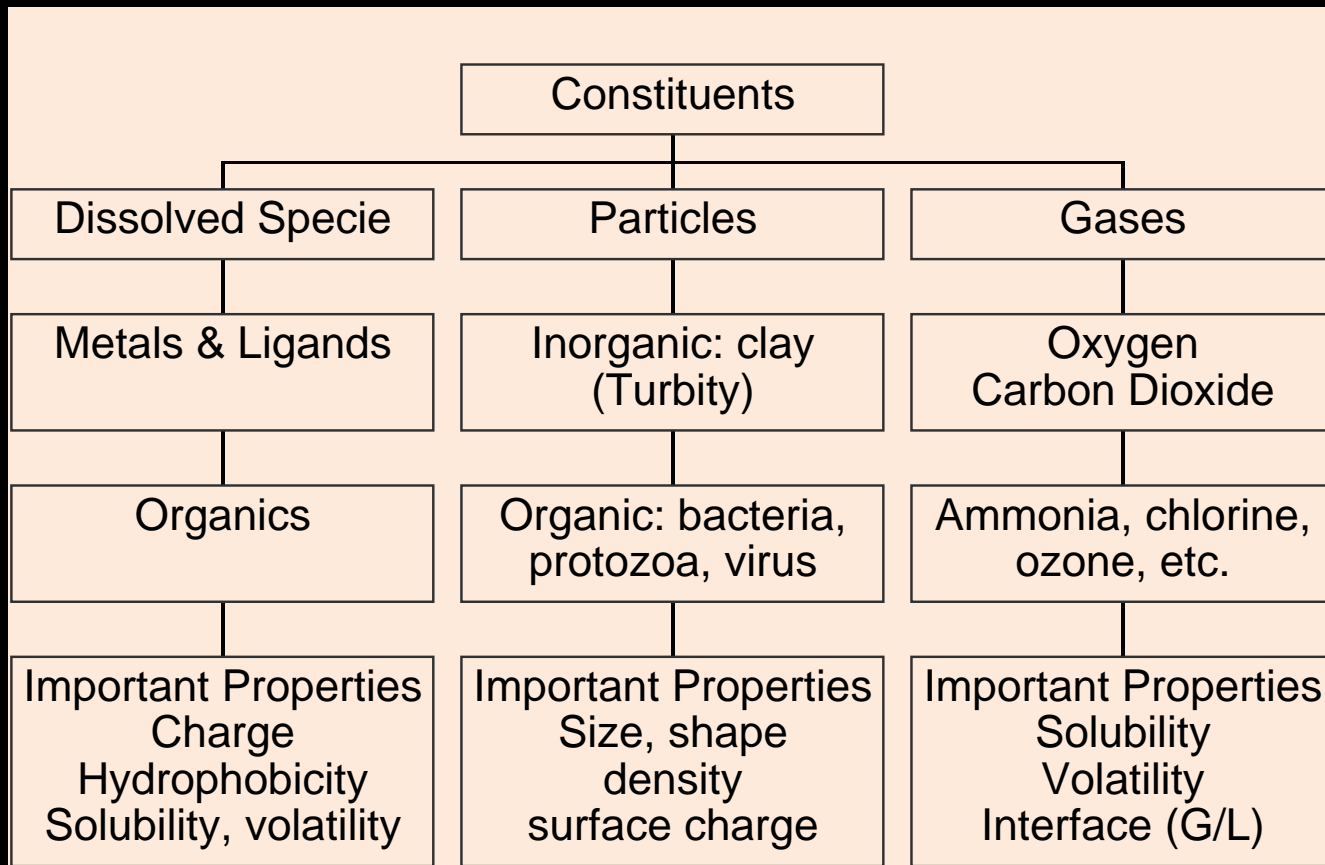 Constituents
Dissolved Specie
Particles
Gases
Metals & Ligands
Inorganic: clay
(Turbity)
Oxygen
Carbon Dioxide
Organics
Organic: bacteria,
protozoa, virus
Ammonia, chlorine,
ozone, etc.
Important Properties
Charge
Hydrophobicity
Solubility, volatility
Important Properties
Size, shape
density
surface charge
Important Properties
Solubility
Volatility
Interface (G/L)